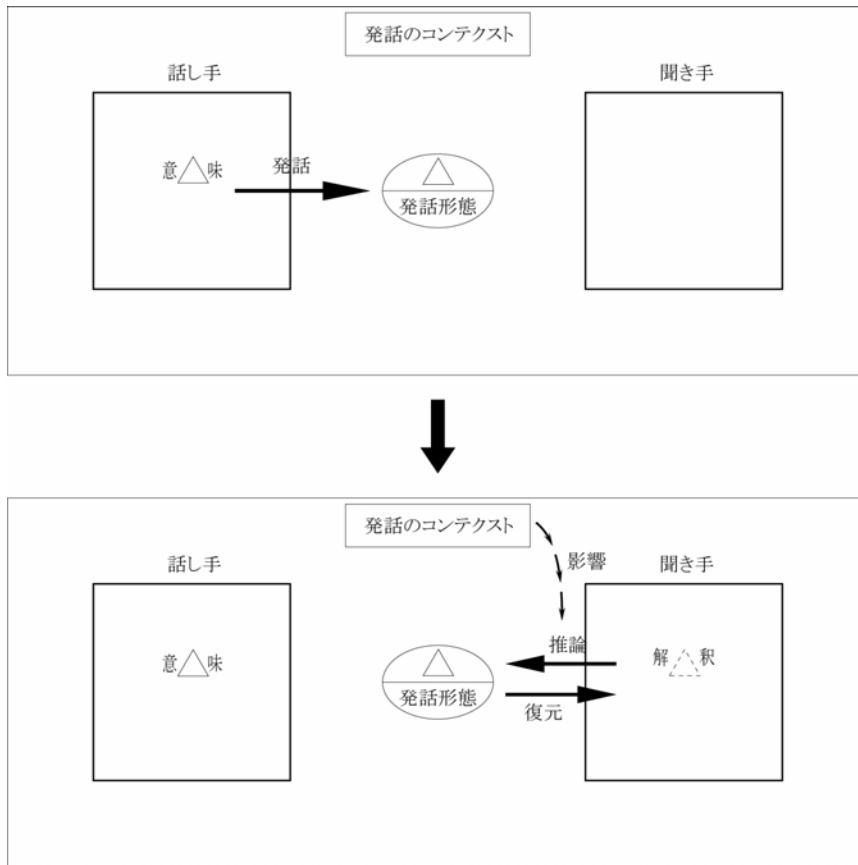 発話のコンテクスト
話し手
聞き手
意 味
発話
発話形態
発話のコンテクスト
影響
話し手
聞き手
意 味
推論
解 釈
発話形態
復元